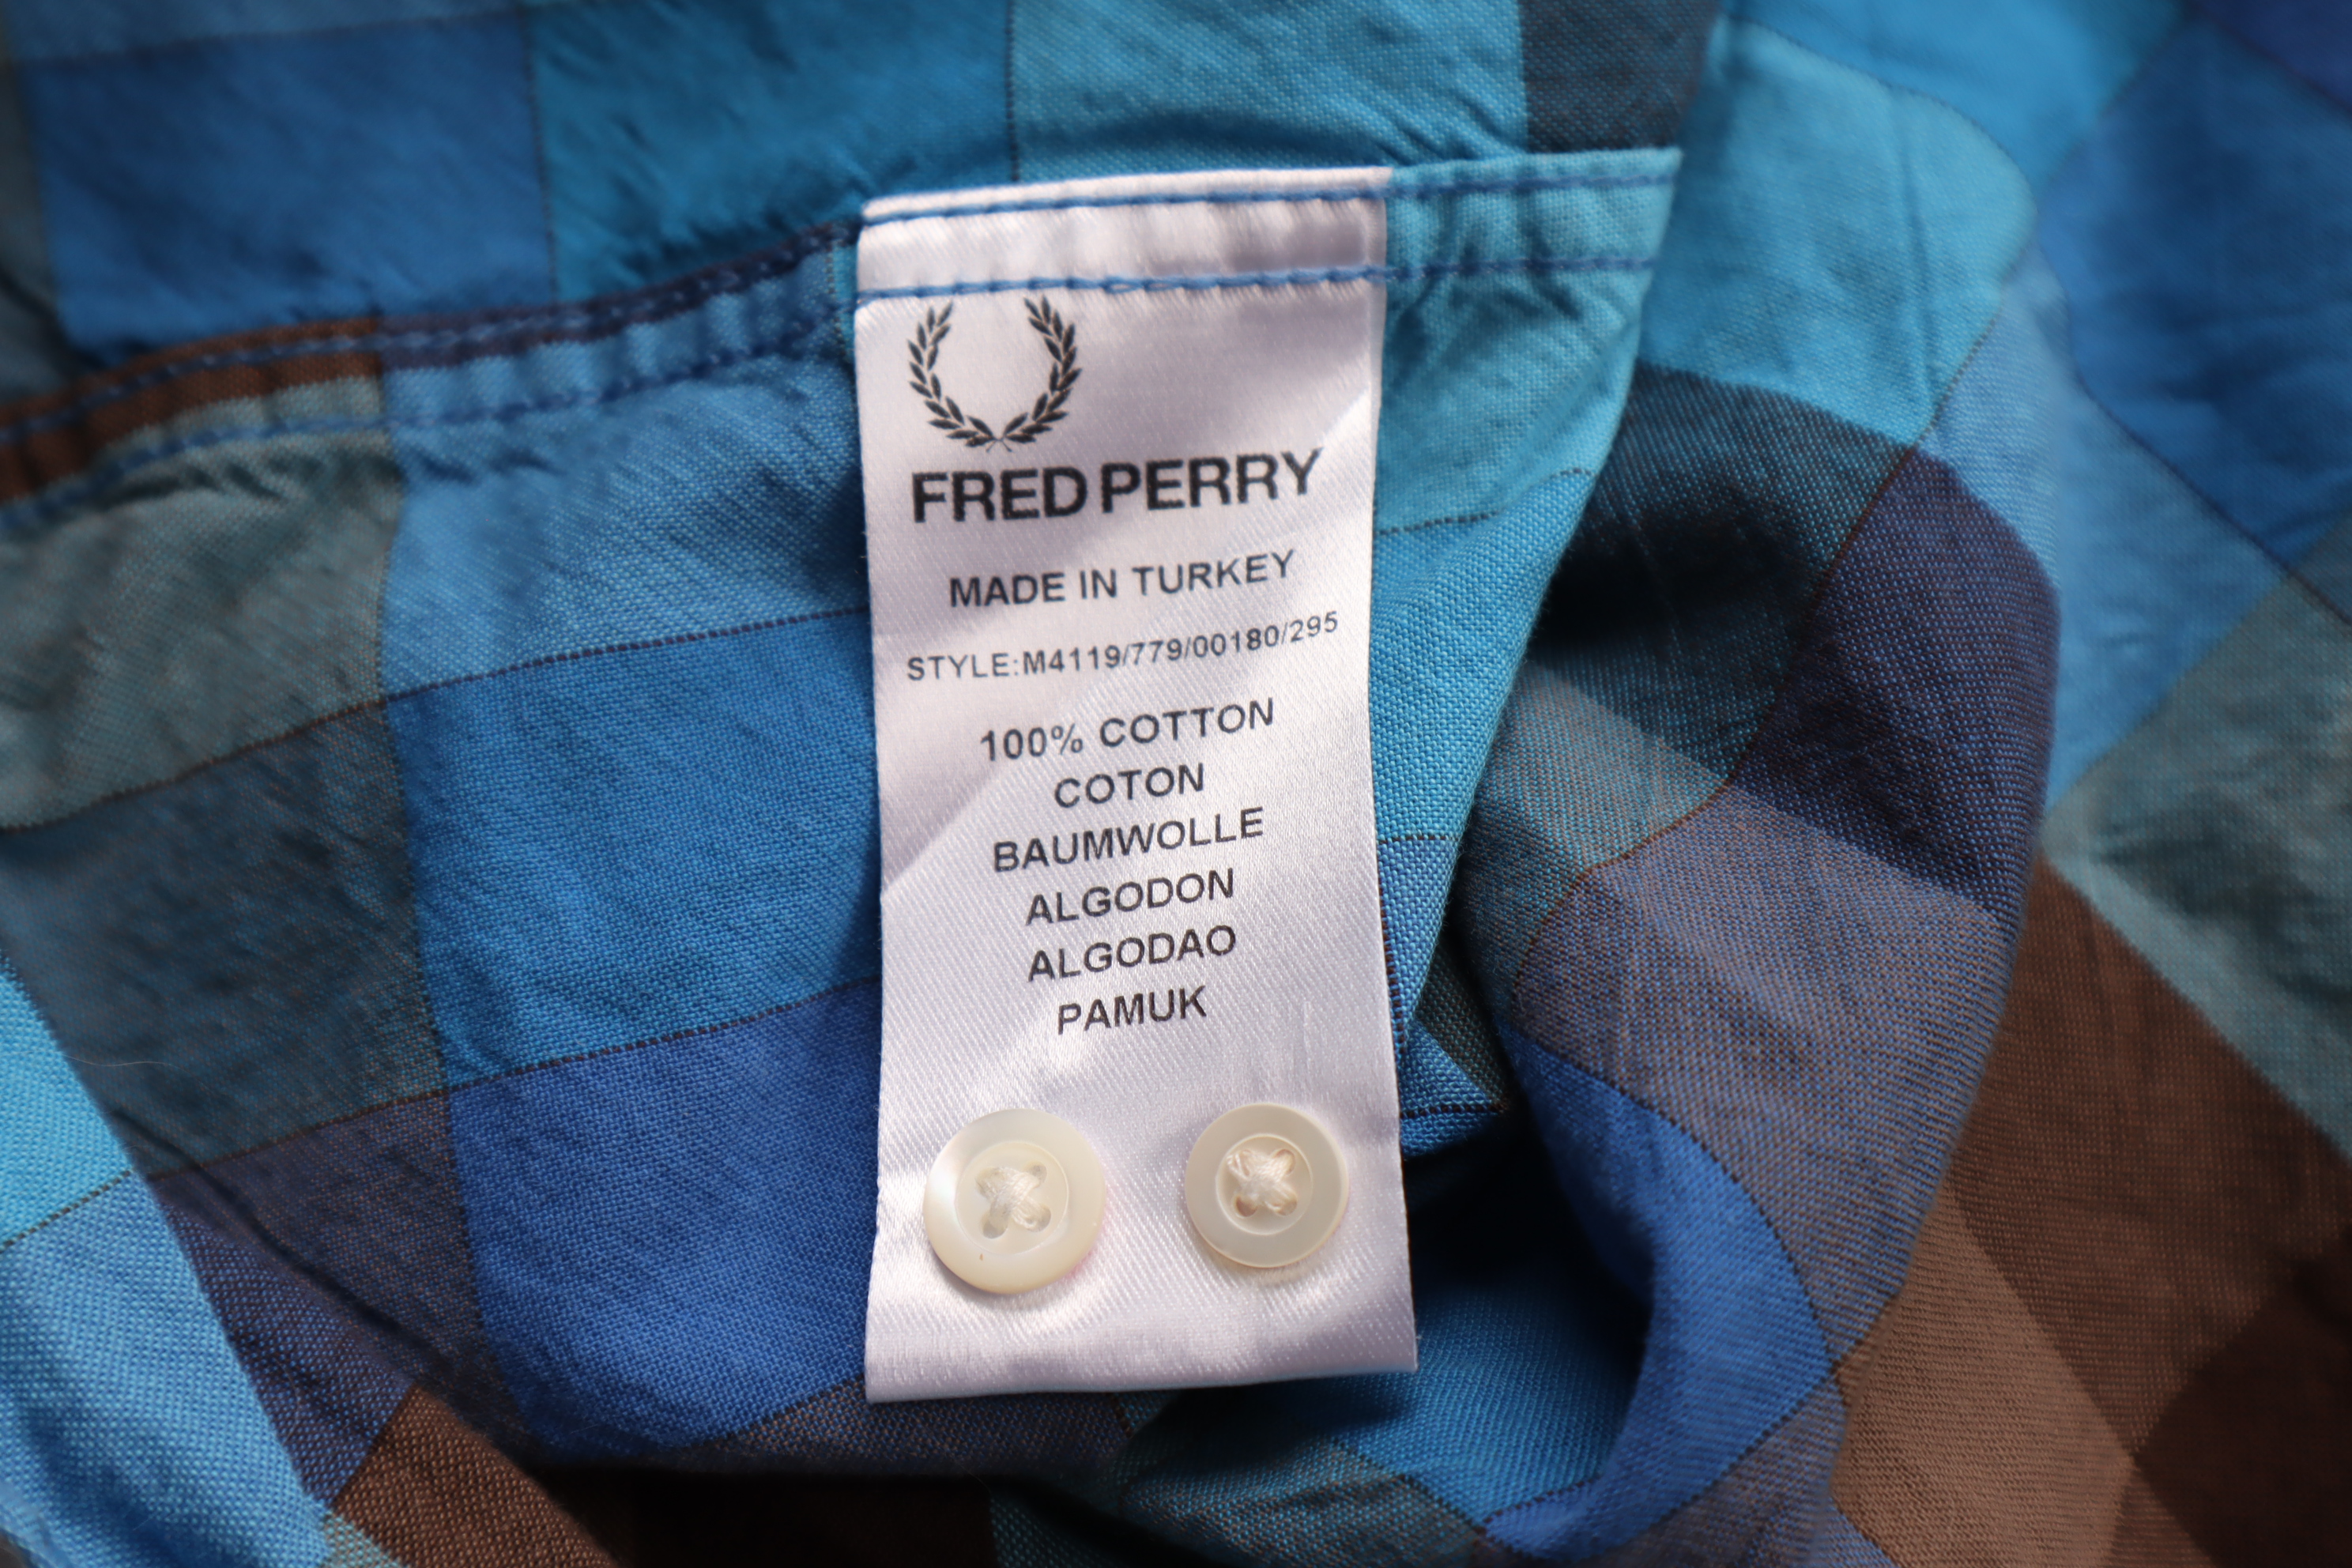 FRED PERRY
MADE IN TURKEY
STYLE:M4119/779/00180/295
100% COTTON
COTON
BAUMWOLLE
ALGODON
ALGODAO
PAMUK